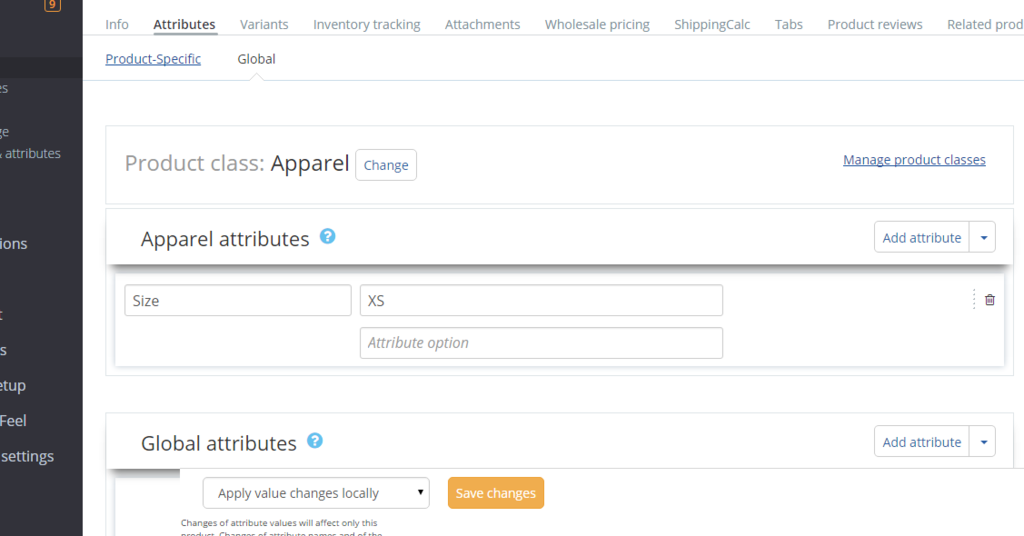 9
Info Attributes Variants Inventory tracking Attachments Wholesale pricing ShippingCalc Tabs Product reviews Related prod
Product-Specific Global
es
ge
& attributes
ions
t
s
etup
Feel
settings
Product class: Apparel Change Manage product classes
Apparel attributes ? Add attribute
Size XS
Attribute option
Global attributes ? Add attribute
Apply value changes locally Save changes
Changes of attribute values will affect only this
product. Changes of attribute names and of the